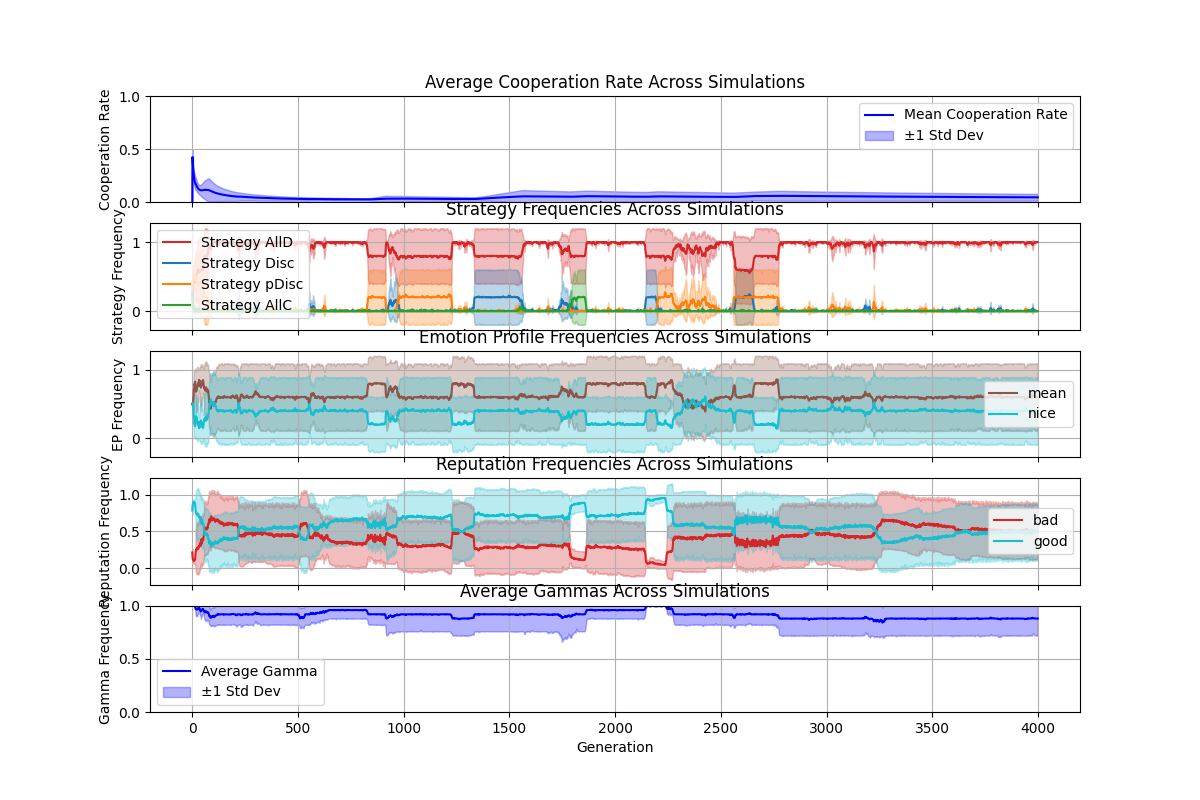 Average Cooperation Rate Across Simulations
Cooperation Rate
1.0
0.5
0.0
Mean Cooperation Rate
±1 Std Dev
Strategy Frequencies Across Simulations
Strategy Frequency
1
0
Strategy AllD
Strategy Disc
Strategy pDisc
Strategy AllC
Emotion Profile Frequencies Across Simulations
EP Frequency
1
0
mean
nice
Reputation Frequencies Across Simulations
Reputation Frequency
1.0
0.5
0.0
bad
good
Average Gammas Across Simulations
Gamma Frequency
1.0
0.5
0.0
Average Gamma
±1 Std Dev
0 500 1000 1500 2000 2500 3000 3500 4000
Generation